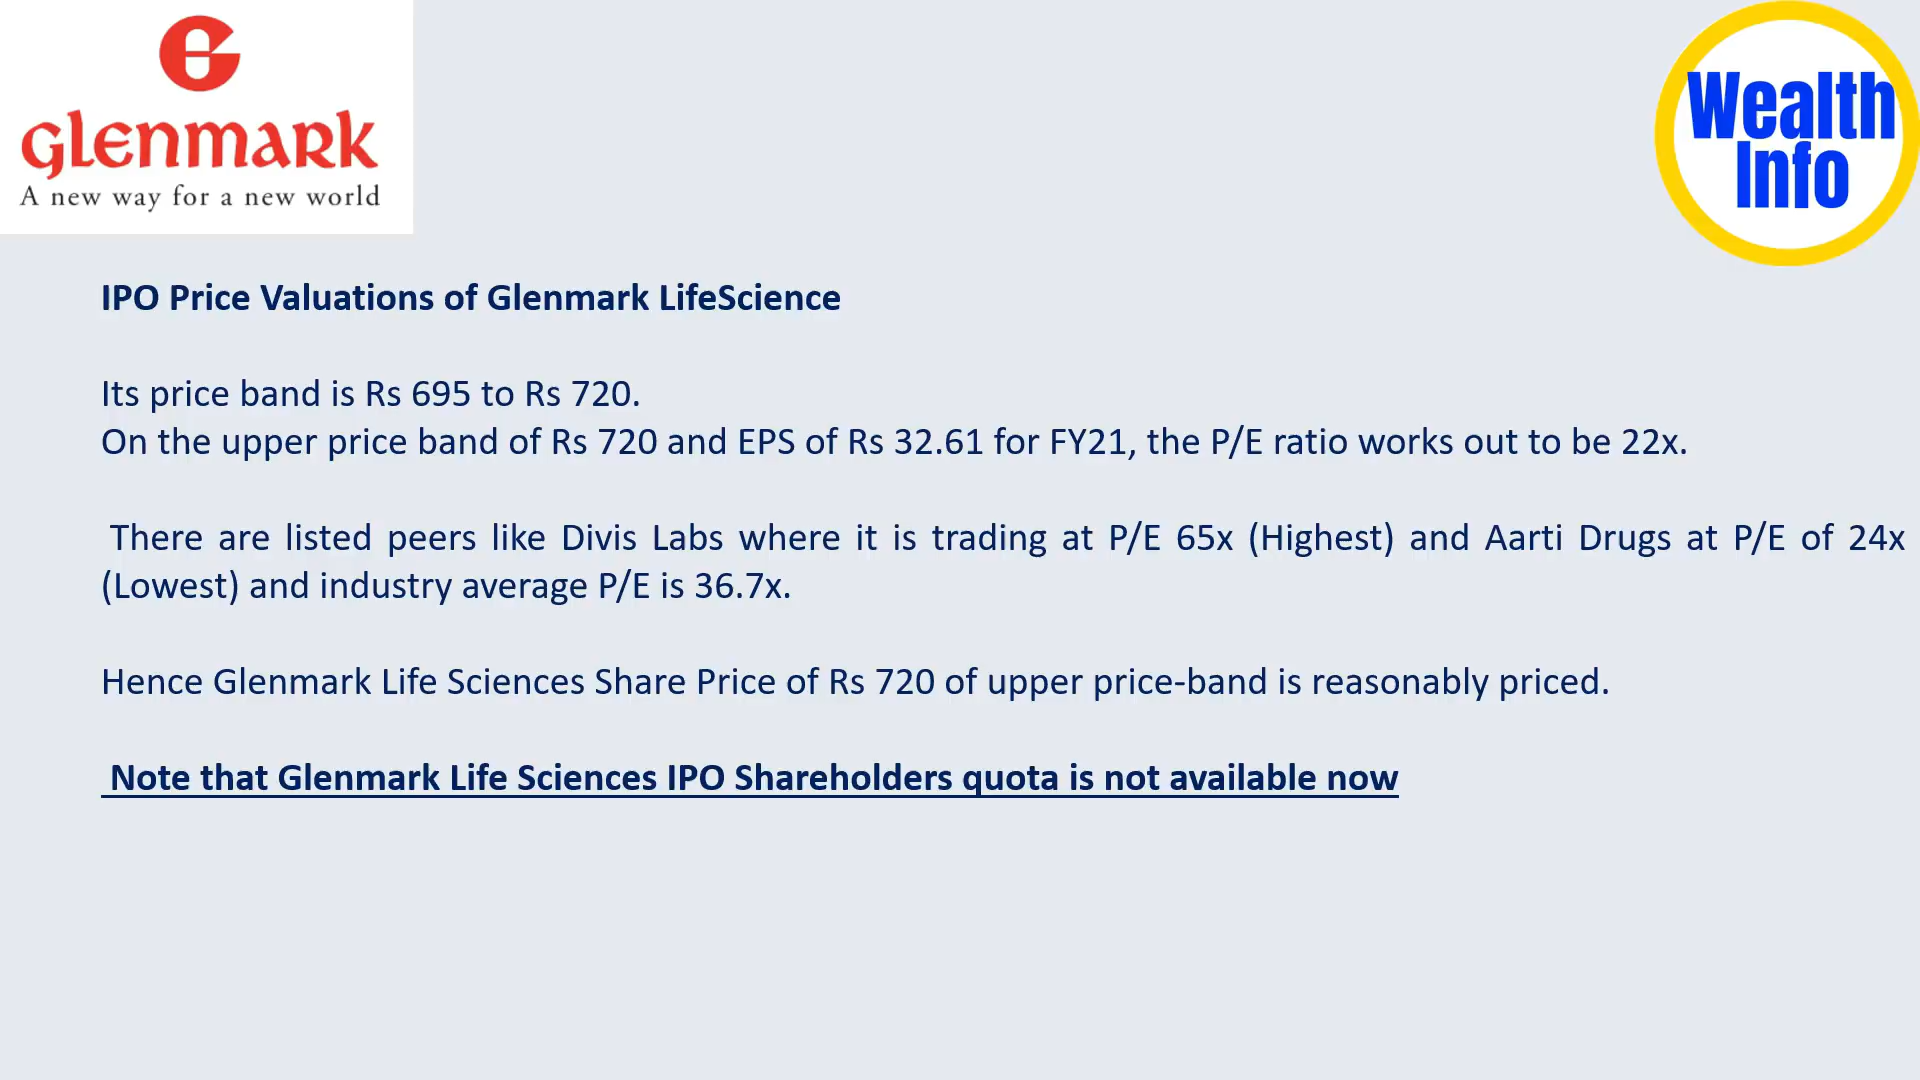 glenmark
A new way for a new world
Wealth
Info
IPO Price Valuations of Glenmark LifeScience
Its price band is Rs 695 to Rs 720.
On the upper price band of Rs 720 and EPS of Rs 32.61 for FY21, the P/E ratio works out to be 22x.
There are listed peers like Divis Labs where it is trading at P/E 65x (Highest) and Aarti Drugs at P/E of 24x
(Lowest) and industry average P/E is 36.7x.
Hence Glenmark Life Sciences Share Price of Rs 720 of upper price-band is reasonably priced.
Note that Glenmark Life Sciences IPO Shareholders quota is not available now